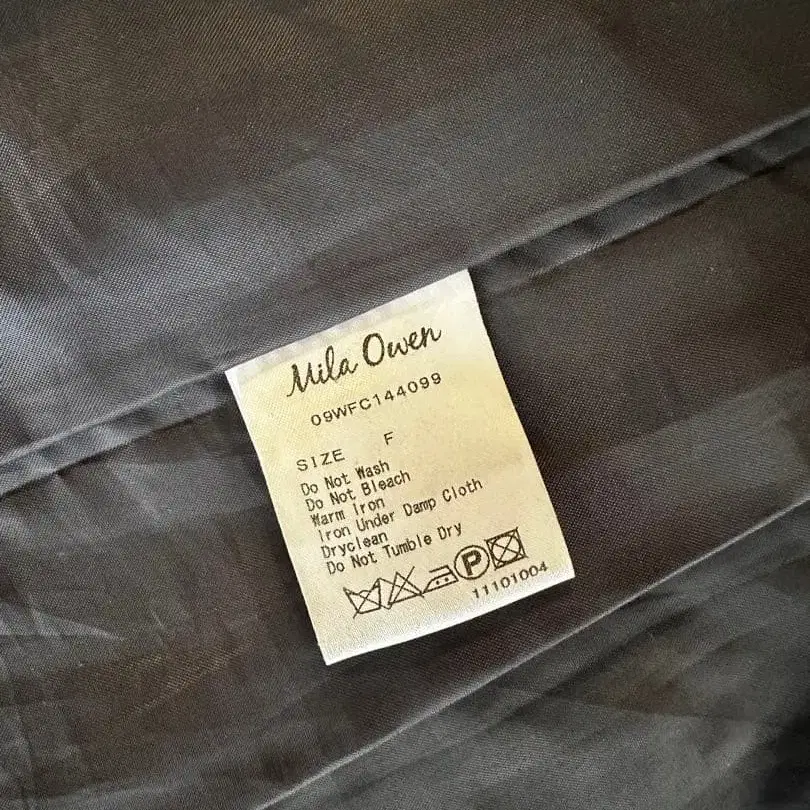 Mila Owen
09WFC144099
SIZE F
Do Not Wash
Do Not Bleach
Warm Iron
Iron Under Damp Cloth
Dryclean
Do Not Tumble Dry
P
11101004